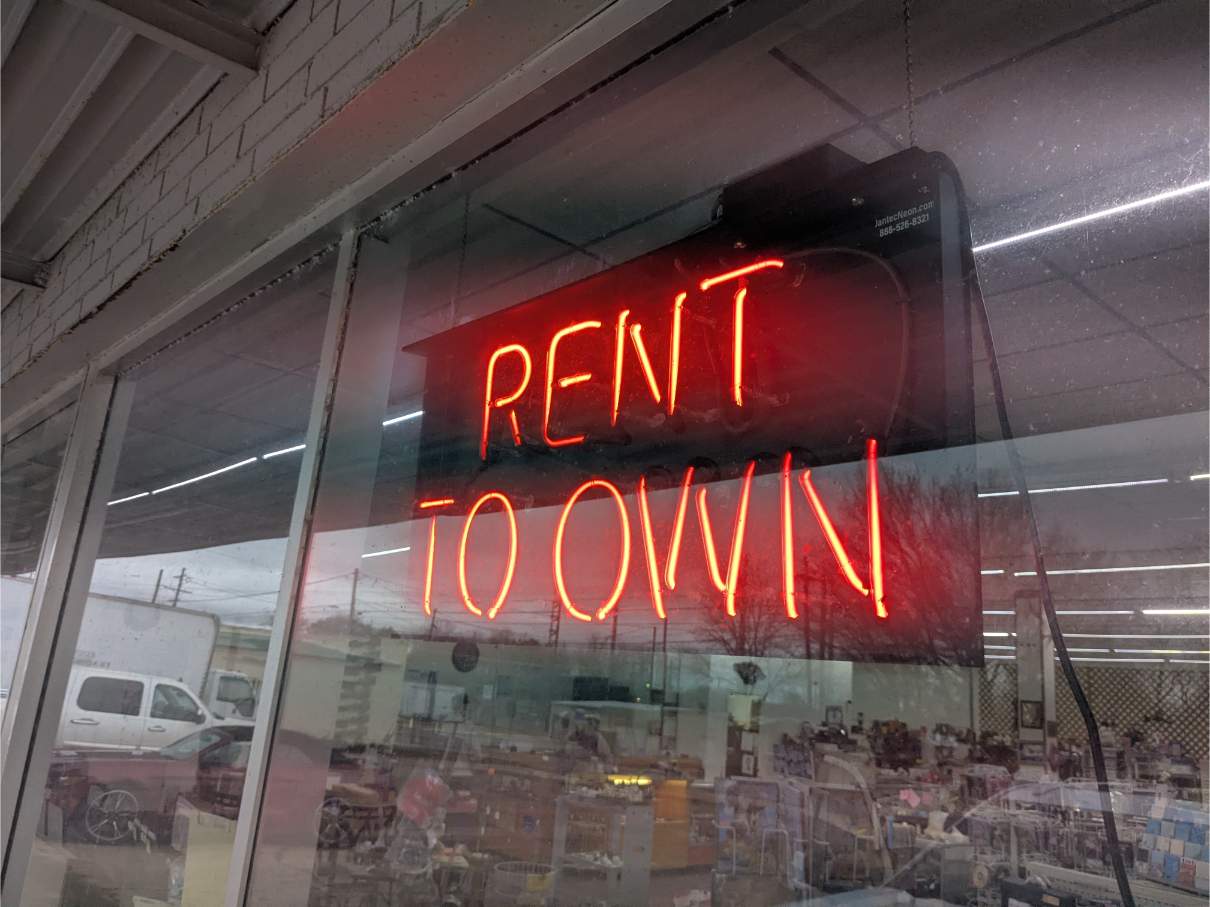 JantecNeon.com
888-526-8321
RENT
TO OWN